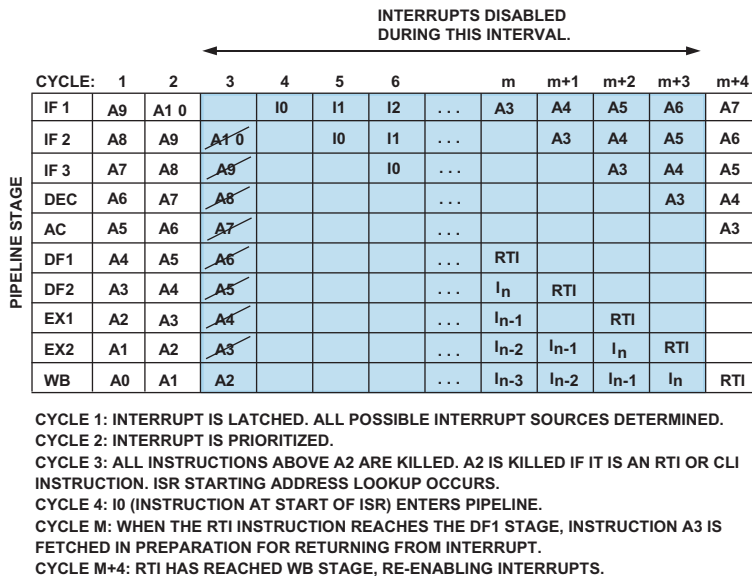 INTERRUPTS DISABLED
DURING THIS INTERVAL.
CYCLE: 1 2 3 4 5 6 m m+1 m+2 m+3 m+4
PIPELINE STAGE
IF 1 A9 A1 0 I0 I1 I2 . . . A3 A4 A5 A6 A7
IF 2 A8 A9 A1 0 I0 I1 . . . A3 A4 A5 A6
IF 3 A7 A8 A9 I0 . . . A3 A4 A5
DEC A6 A7 A8 . . . A3 A4
AC A5 A6 A7 . . . A3
DF1 A4 A5 A6 . . . RTI
DF2 A3 A4 A5 . . . In RTI
EX1 A2 A3 A4 . . . In-1 RTI
EX2 A1 A2 A3 . . . In-2 In-1 In RTI
WB A0 A1 A2 . . . In-3 In-2 In-1 In RTI
CYCLE 1: INTERRUPT IS LATCHED. ALL POSSIBLE INTERRUPT SOURCES DETERMINED.
CYCLE 2: INTERRUPT IS PRIORITIZED.
CYCLE 3: ALL INSTRUCTIONS ABOVE A2 ARE KILLED. A2 IS KILLED IF IT IS AN RTI OR CLI
INSTRUCTION. ISR STARTING ADDRESS LOOKUP OCCURS.
CYCLE 4: I0 (INSTRUCTION AT START OF ISR) ENTERS PIPELINE.
CYCLE M: WHEN THE RTI INSTRUCTION REACHES THE DF1 STAGE, INSTRUCTION A3 IS
FETCHED IN PREPARATION FOR RETURNING FROM INTERRUPT.
CYCLE M+4: RTI HAS REACHED WB STAGE, RE-ENABLING INTERRUPTS.